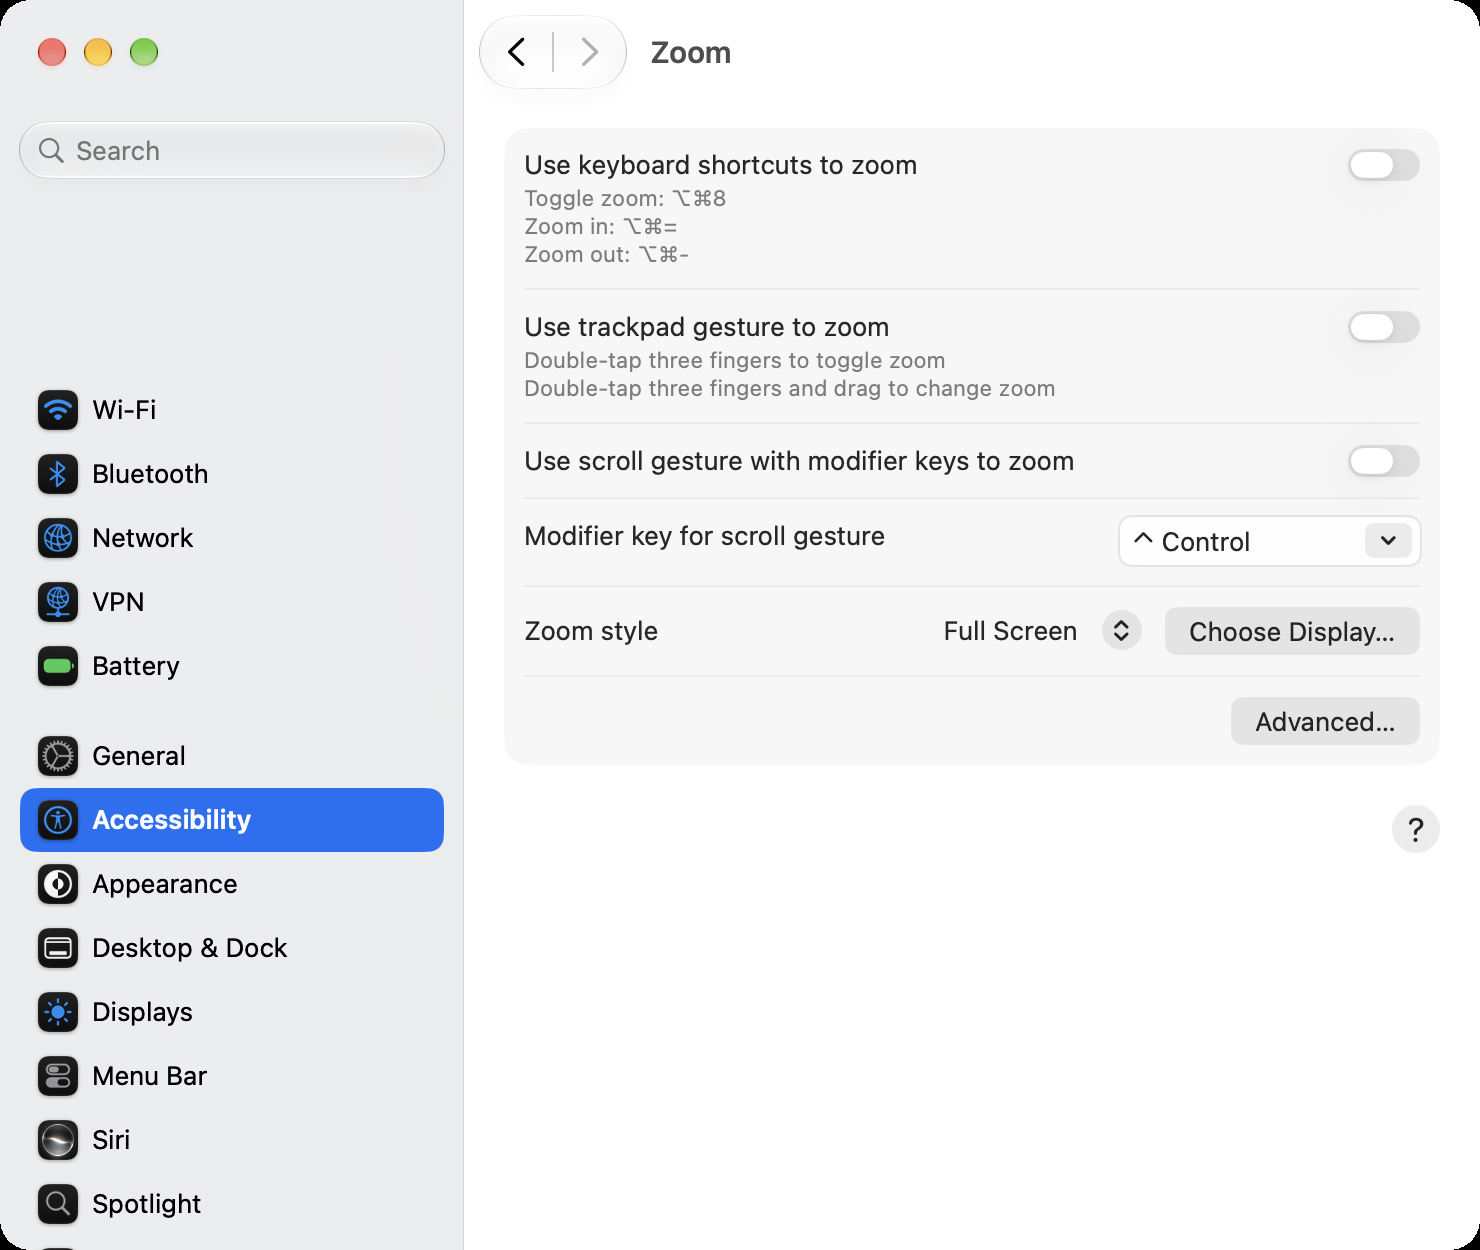 Search
Wi-Fi
Bluetooth
Network
VPN
Battery
General
Accessibility
Appearance
Desktop & Dock
Displays
Menu Bar
Siri
Spotlight
Zoom
Use keyboard shortcuts to zoom
Toggle zoom: ⌥⌘8
Zoom in: ⌥⌘=
Zoom out: ⌥⌘-
Use trackpad gesture to zoom
Double-tap three fingers to toggle zoom
Double-tap three fingers and drag to change zoom
Use scroll gesture with modifier keys to zoom
Modifier key for scroll gesture
^ Control
Zoom style
Full Screen
Choose Display...
Advanced...
?